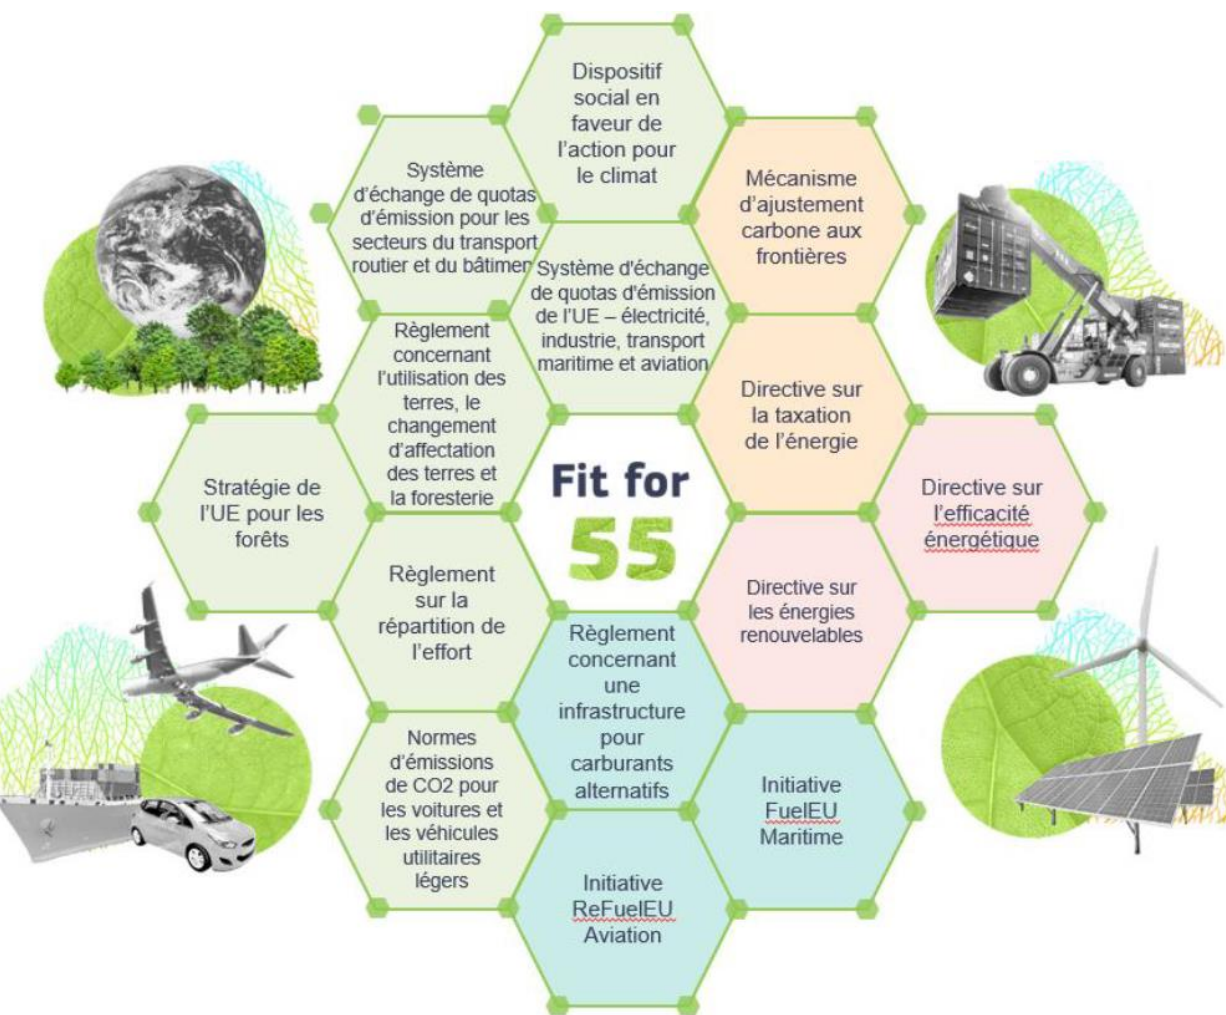 Dispositif
social en
faveur de
l'action pour
le climat
Système
d'échange de quotas
d'émission pour les
secteurs du transport
routier et du bâtimen
Mécanisme
d'ajustement
carbone aux
frontières
Système d'échange
de quotas d'émission
de l'UE – électricité,
industrie, transport
maritime et aviation
Règlement
concernant
l'utilisation des
terres, le
changement
d'affectation
des terres et
la foresterie
Directive sur
la taxation
de l'énergie
Stratégie de
l'UE pour les
forêts
Fit for
55
Directive sur
l'efficacité
énergétique
Règlement
sur la
répartition de
l'effort
Directive sur
les énergies
renouvelables
Règlement
concernant
une
infrastructure
pour
carburants
alternatifs
Normes
d'émissions
de CO2 pour
les voitures et
les véhicules
utilitaires
légers
Initiative
FuelEU
Maritime
Initiative
ReFuelEU
Aviation